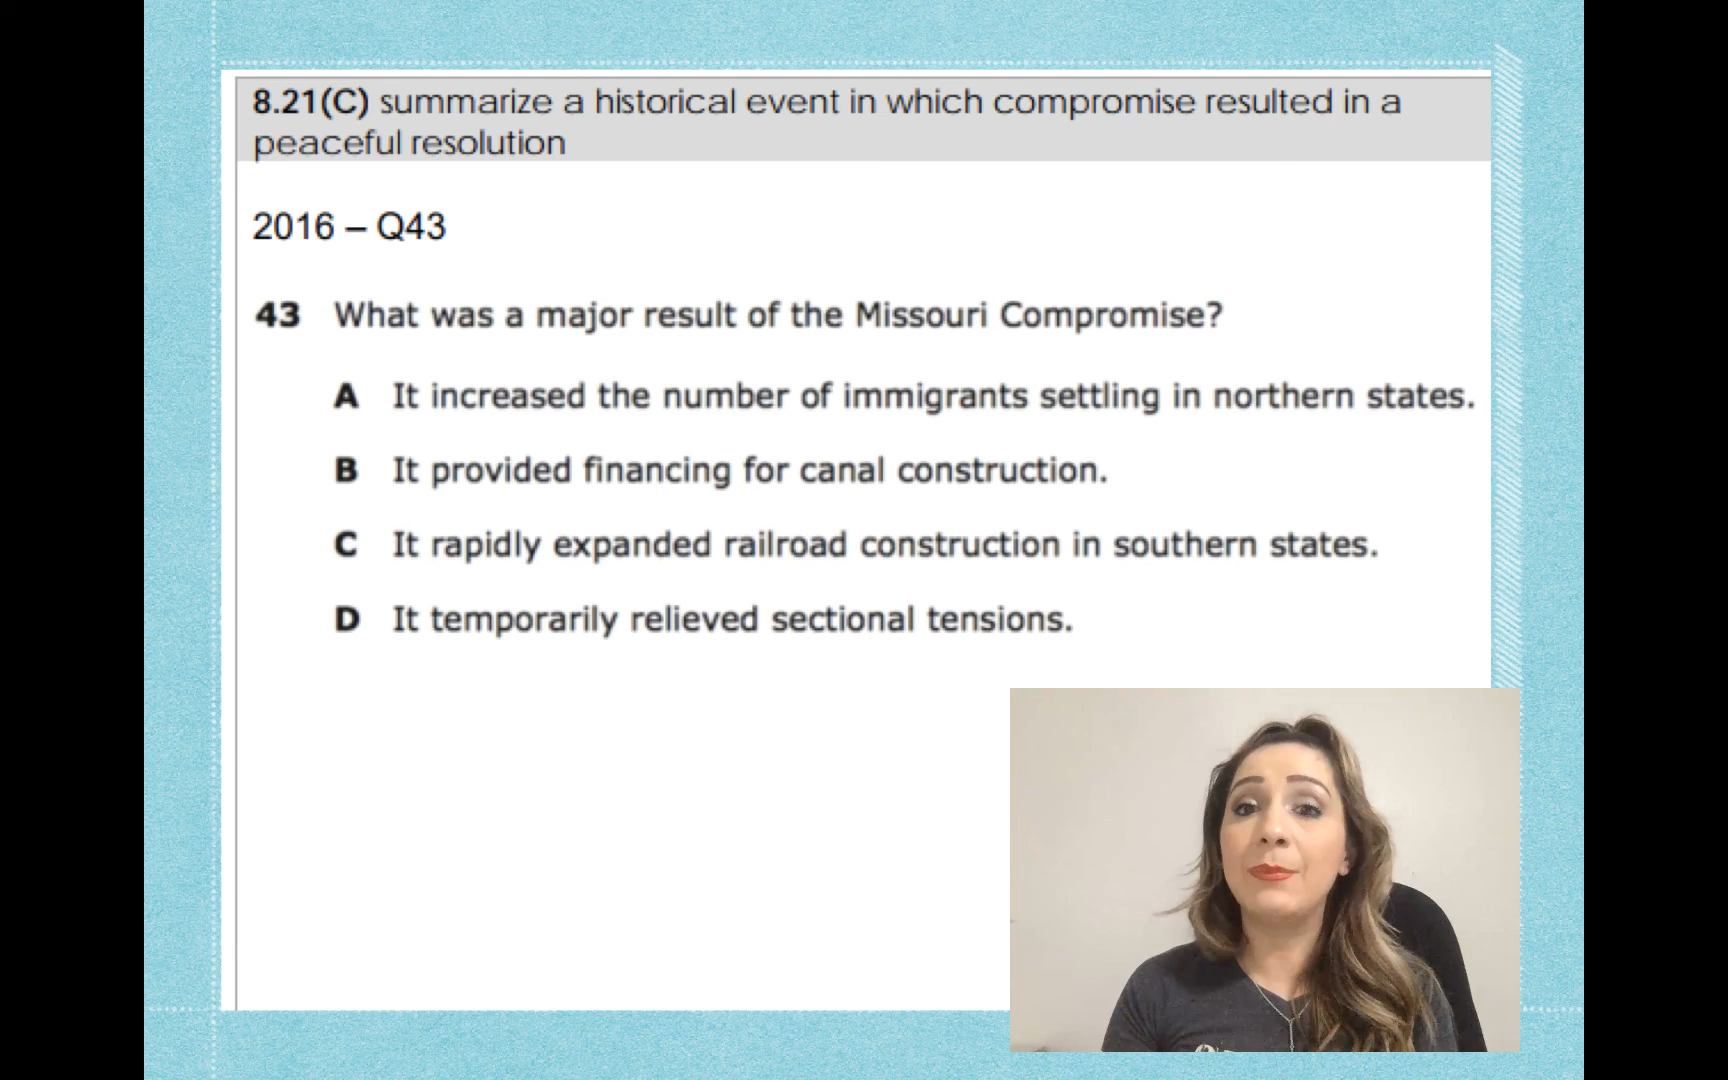 8.21(C) summarize a historical event in which compromise resulted in a
peaceful resolution
2016 – Q43
43 What was a major result of the Missouri Compromise?
A It increased the number of immigrants settling in northern states.
B It provided financing for canal construction.
C It rapidly expanded railroad construction in southern states.
D It temporarily relieved sectional tensions.